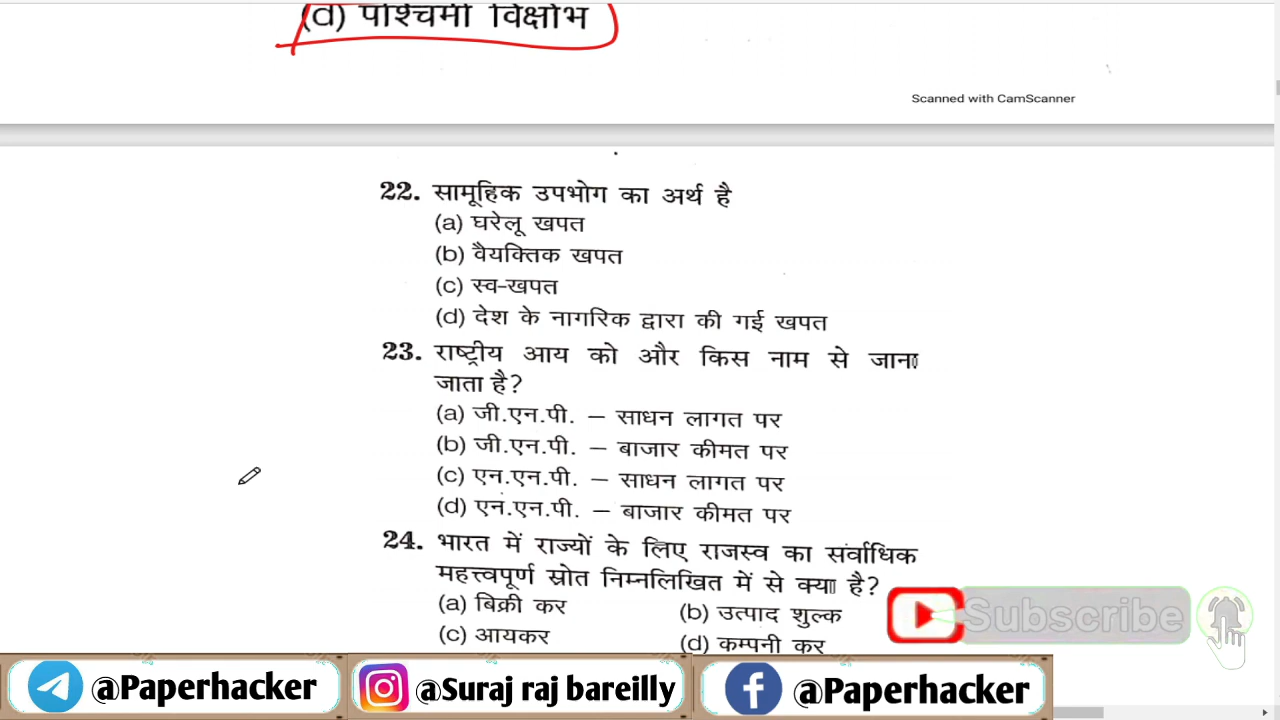 (d) पश्चिमी विक्षोभ
Scanned with CamScanner
22. सामूहिक उपभोग का अर्थ है
(a) घरेलू खपत
(b) वैयक्तिक खपत
(c) स्व-खपत
(d) देश के नागरिक द्वारा की गई खपत
23. राष्ट्रीय आय को और किस नाम से जाना
जाता है?
(a) जी.एन.पी. – साधन लागत पर
(b) जी.एन.पी. – बाजार कीमत पर
(c) एन.एन.पी. – साधन लागत पर
(d) एन.एन.पी. – बाजार कीमत पर
24. भारत में राज्यों के लिए राजस्व का सर्वाधिक
महत्त्वपूर्ण स्रोत निम्नलिखित में से क्या है?
(a) बिक्री कर (b) उत्पाद शुल्क
(c) आयकर (d) कम्पनी कर
Subscribe
@Paperhacker @Suraj raj bareilly @Paperhacker